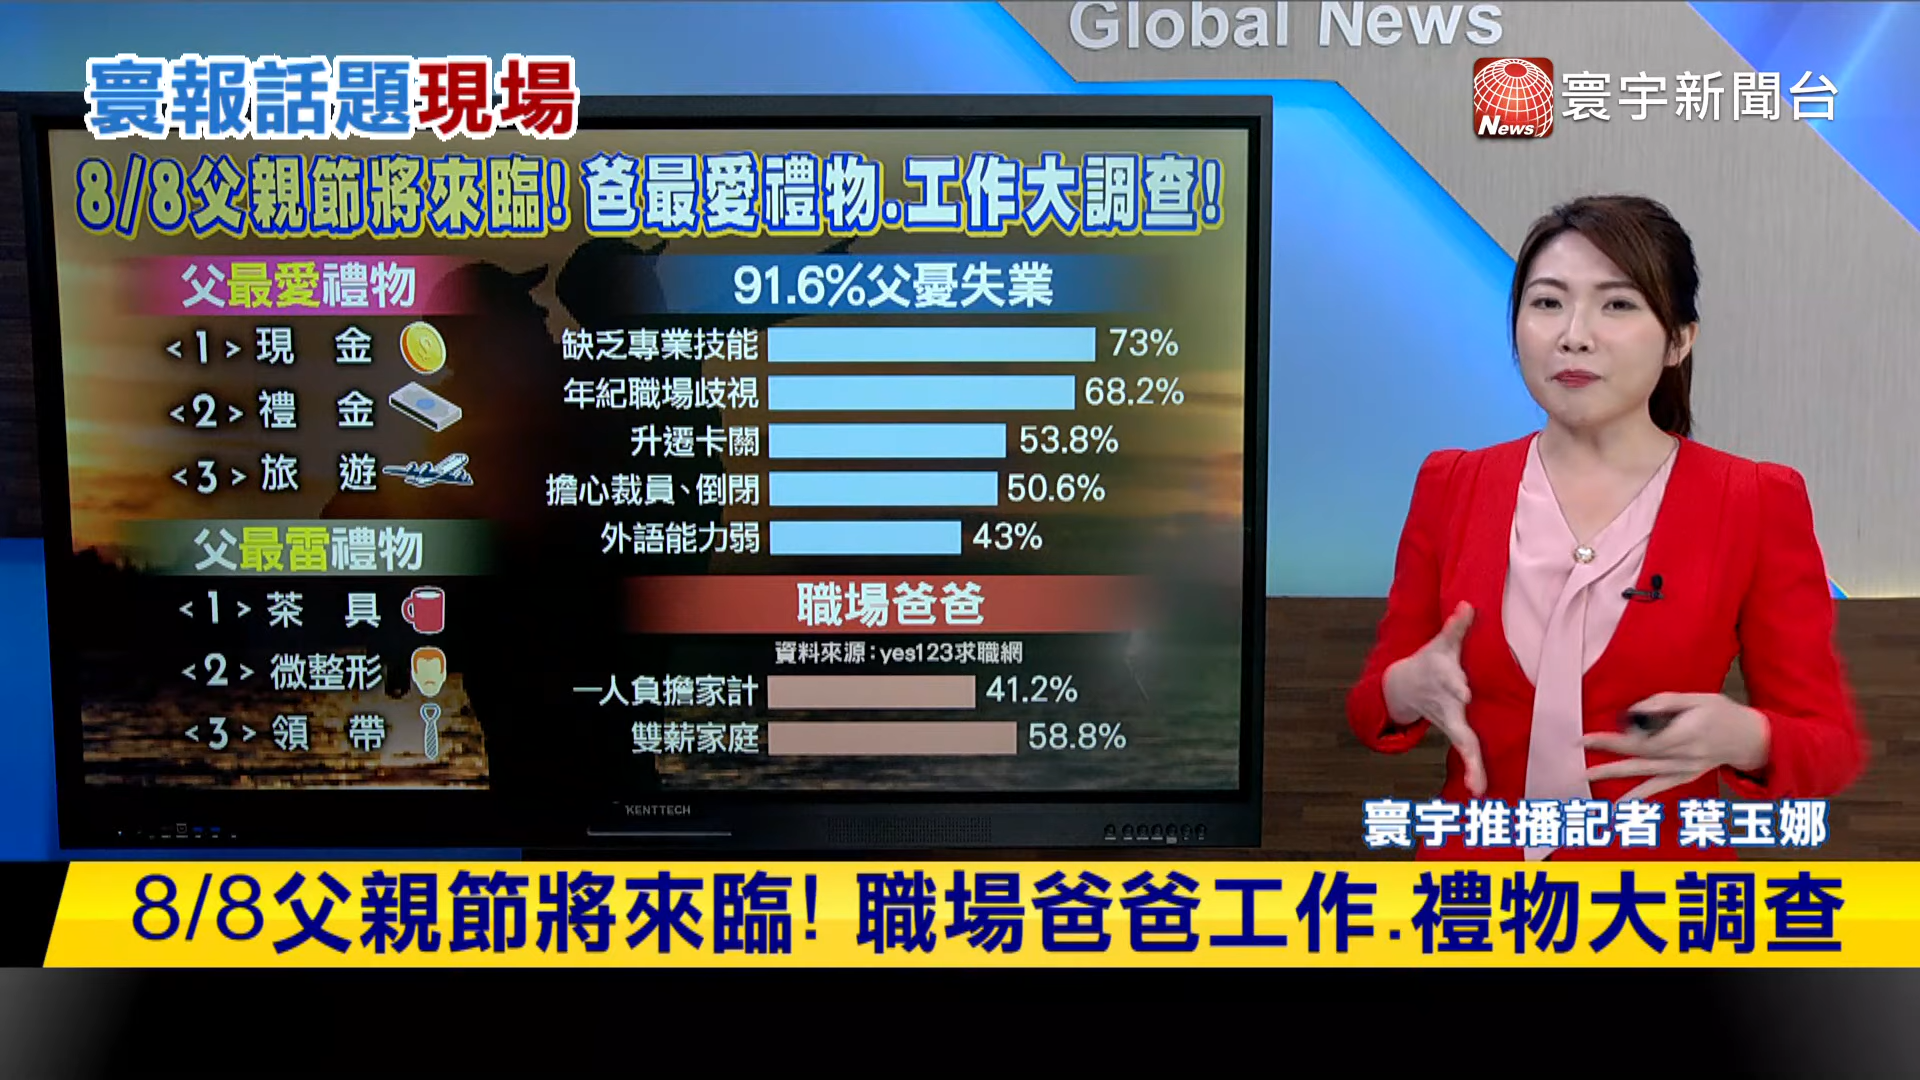 Global News
寰報話題現場
News 寰宇新聞台
8/8父親節將來臨! 爸最愛禮物.工作大調查!
父最愛禮物
<1>現 金
<2>禮 金
<3>旅 遊
父最雷禮物
<1>茶 具
<2>微整形
<3>領 帶
91.6%父憂失業
缺乏專業技能 73%
年紀職場歧視 68.2%
升遷卡關 53.8%
擔心裁員、倒閉 50.6%
外語能力弱 43%
職場爸爸
資料來源:yes123求職網
一人負擔家計 41.2%
雙薪家庭 58.8%
KENTTECH
寰宇推播記者 葉玉娜
8/8父親節將來臨! 職場爸爸工作.禮物大調查